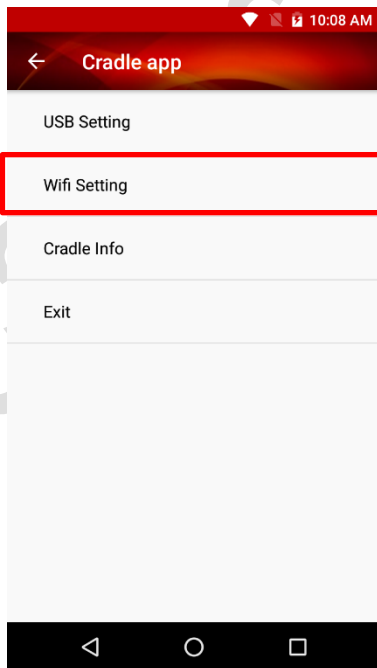 10:08 AM
Cradle app
USB Setting
Wifi Setting
Cradle Info
Exit